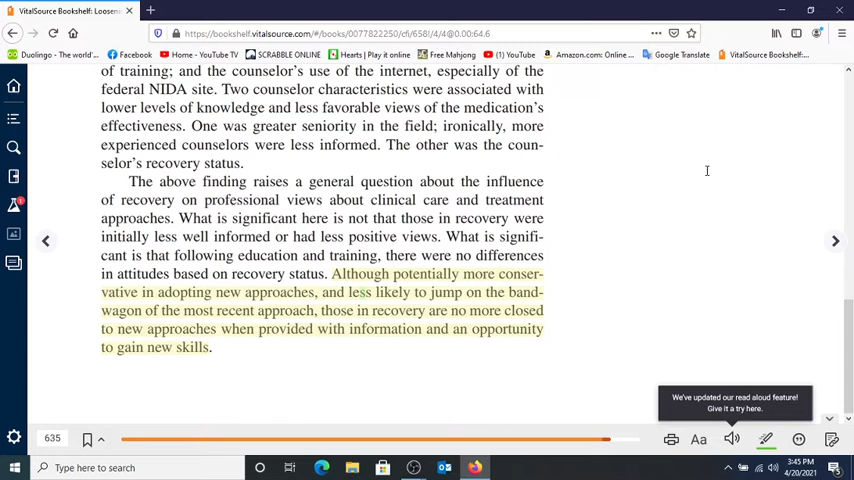 VitalSource Bookshelf: Loosene
https://bookshelf.vitalsource.com/#/books/0077822250/cfi/658!/4/4@0.00:64.6
Duolingo - The world'...
Facebook
Home - YouTube TV
SCRABBLE ONLINE
Hearts | Play it online
Free Mahjong
(1) YouTube
Amazon.com: Online ...
Google Translate
VitalSource Bookshelf:...
of training; and the counselor's use of the internet, especially of the
federal NIDA site. Two counselor characteristics were associated with
lower levels of knowledge and less favorable views of the medication's
effectiveness. One was greater seniority in the field; ironically, more
experienced counselors were less informed. The other was the coun-
selor's recovery status.
The above finding raises a general question about the influence
of recovery on professional views about clinical care and treatment
approaches. What is significant here is not that those in recovery were
initially less well informed or had less positive views. What is signifi-
cant is that following education and training, there were no differences
in attitudes based on recovery status. Although potentially more conser-
vative in adopting new approaches, and less likely to jump on the band-
wagon of the most recent approach, those in recovery are no more closed
to new approaches when provided with information and an opportunity
to gain new skills.
We've updated our read aloud feature!
Give it a try here.
635
Aa
Type here to search
3:45 PM
4/20/2021